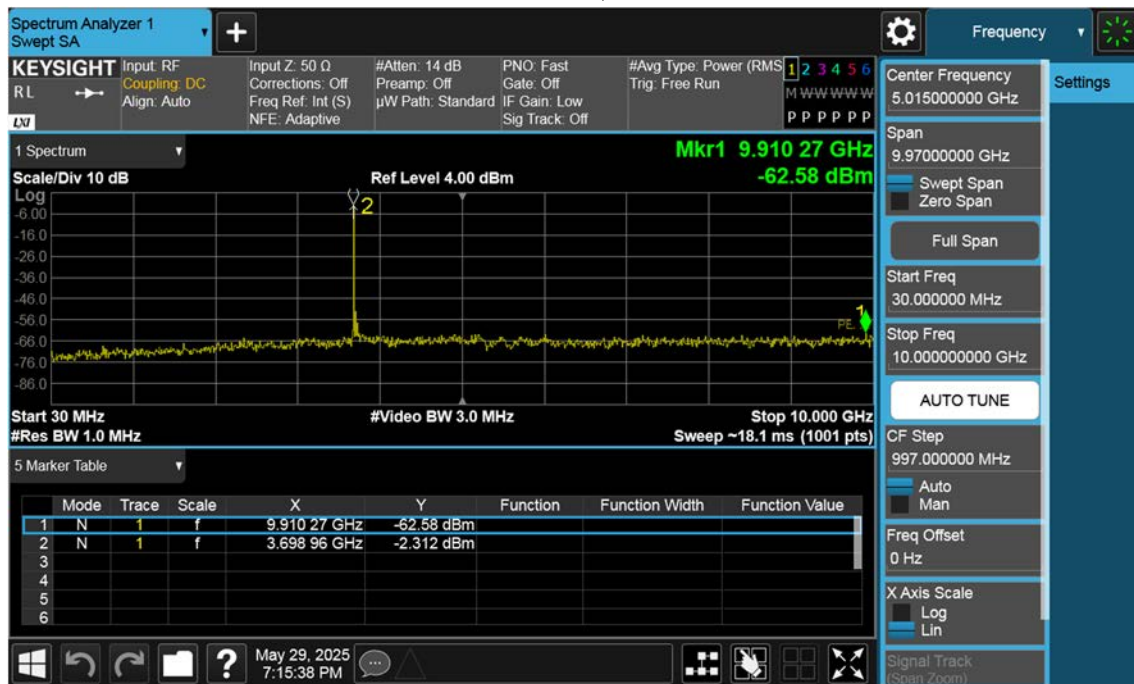 Spectrum Analyzer 1
Swept SA
Frequency
KEYSIGHT
RL
LXI
Input: RF
Coupling: DC
Align: Auto
Input Z: 50 Ω
Corrections: Off
Freq Ref: Int (S)
NFE: Adaptive
#Atten: 14 dB
Preamp: Off
µW Path: Standard
PNO: Fast
Gate: Off
IF Gain: Low
Sig Track: Off
#Avg Type: Power (RMS
Trig: Free Run
1 2 3 4 5 6
M W W W W W
P P P P P P
1 Spectrum
Scale/Div 10 dB
Ref Level 4.00 dBm
Mkr1 9.910 27 GHz
-62.58 dBm
Log
-6.00
-16.0
-26.0
-36.0
-46.0
-56.0
-66.0
-76.0
-86.0
2
1
Start 30 MHz
#Video BW 3.0 MHz
Stop 10.000 GHz
#Res BW 1.0 MHz
Sweep ~18.1 ms (1001 pts)
5 Marker Table
Mode Trace Scale X Y Function Function Width Function Value
1 N 1 f 9.910 27 GHz -62.58 dBm
2 N 1 f 3.698 96 GHz -2.312 dBm
3
4
5
6
Center Frequency
5.015000000 GHz
Span
9.97000000 GHz
Swept Span
Zero Span
Full Span
Start Freq
30.000000 MHz
Stop Freq
10.000000000 GHz
AUTO TUNE
CF Step
997.000000 MHz
Auto
Man
Freq Offset
0 Hz
X Axis Scale
Log
Lin
Signal Track
(Span Zoom)
Settings
?
May 29, 2025
7:15:38 PM